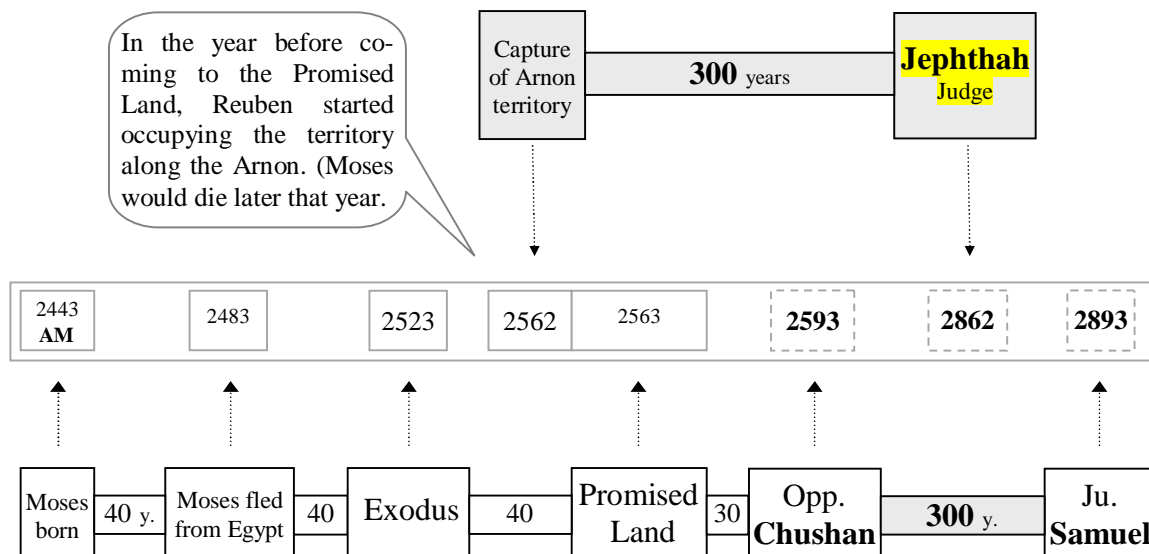 In the year before co-
ming to the Promised
Land, Reuben started
occupying the territory
along the Arnon. (Moses
would die later that year.
Capture
of Arnon
territory
300 years
Jephthah
Judge
2443
AM
2483
2523
2562
2563
2593
2862
2893
Moses
born
40 y.
Moses fled
from Egypt
40
Exodus
40
Promised
Land
30
Opp.
Chushan
300 y.
Ju.
Samuel